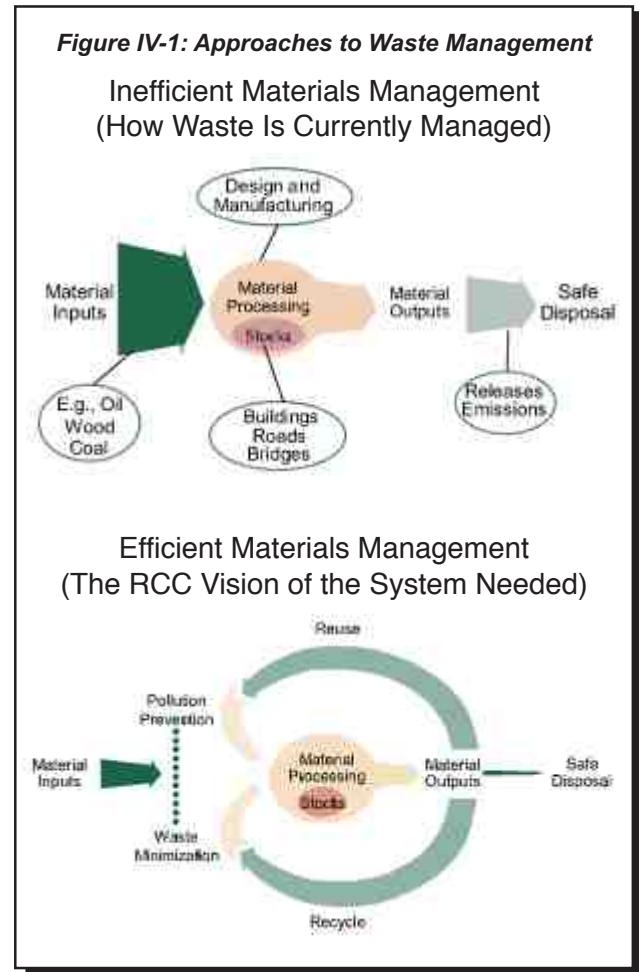 Figure IV-1: Approaches to Waste Management
Inefficient Materials Management
(How Waste Is Currently Managed)
Design and
Manufacturing
Material
Inputs
Material
Processing
Stocks
Material
Outputs
Safe
Disposal
E.g., Oil
Wood
Coal
Buildings
Roads
Bridges
Releases
Emissions
Efficient Materials Management
(The RCC Vision of the System Needed)
Reuse
Pollution
Prevention
Material
Inputs
Material
Processing
Stocks
Material
Outputs
Safe
Disposal
Waste
Minimization
Recycle